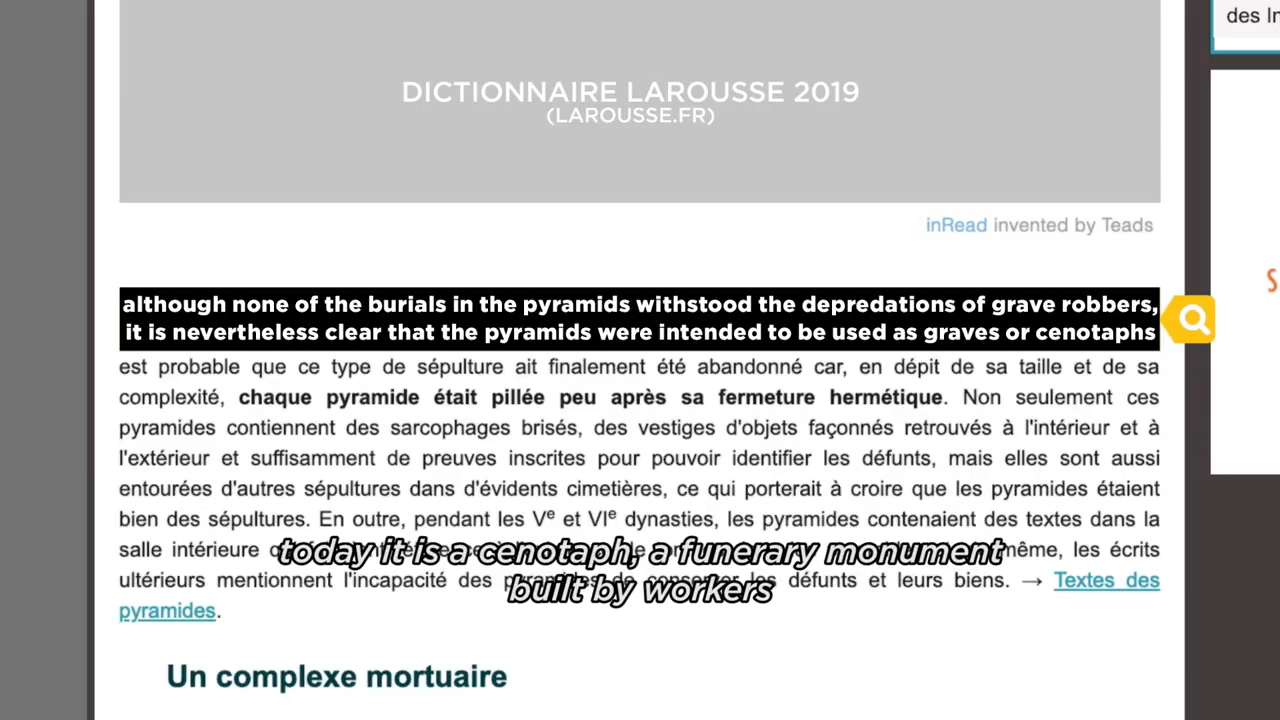 des In
DICTIONNAIRE LAROUSSE 2019
(LAROUSSE.FR)
inRead invented by Teads
although none of the burials in the pyramids withstood the depredations of grave robbers,
it is nevertheless clear that the pyramids were intended to be used as graves or cenotaphs
est probable que ce type de sépulture ait finalement été abandonné car, en dépit de sa taille et de sa
complexité, chaque pyramide était pillée peu après sa fermeture hermétique. Non seulement ces
pyramides contiennent des sarcophages brisés, des vestiges d'objets façonnés retrouvés à l'intérieur et à
l'extérieur et suffisamment de preuves inscrites pour pouvoir identifier les défunts, mais elles sont aussi
entourées d'autres sépultures dans d'évidents cimetières, ce qui porterait à croire que les pyramides étaient
bien des sépultures. En outre, pendant les Ve et VIe dynasties, les pyramides contenaient des textes dans la
salle intérieure même, les écrits
today it is a cenotaph, a funerary monument
ultérieurs mentionnent l'incapacité des pyramides de conserver les défunts et leurs biens. → Textes des
built by workers
pyramides.
Un complexe mortuaire